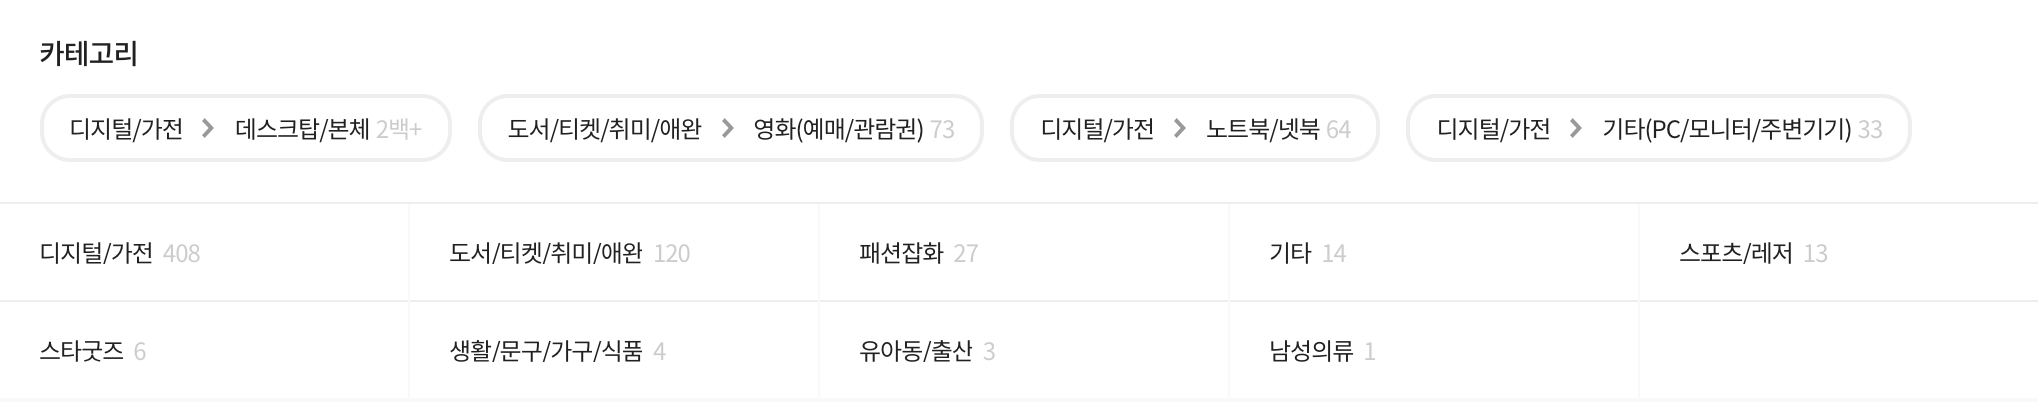 카테고리
디지털/가전 > 데스크탑/본체 2백+ 도서/티켓/취미/애완 > 영화(예매/관람권) 73 디지털/가전 > 노트북/넷북 64 디지털/가전 > 기타(PC/모니터/주변기기) 33
디지털/가전 408 도서/티켓/취미/애완 120 패션잡화 27 기타 14 스포츠/레저 13
스타굿즈 6 생활/문구/가구/식품 4 유아동/출산 3 남성의류 1